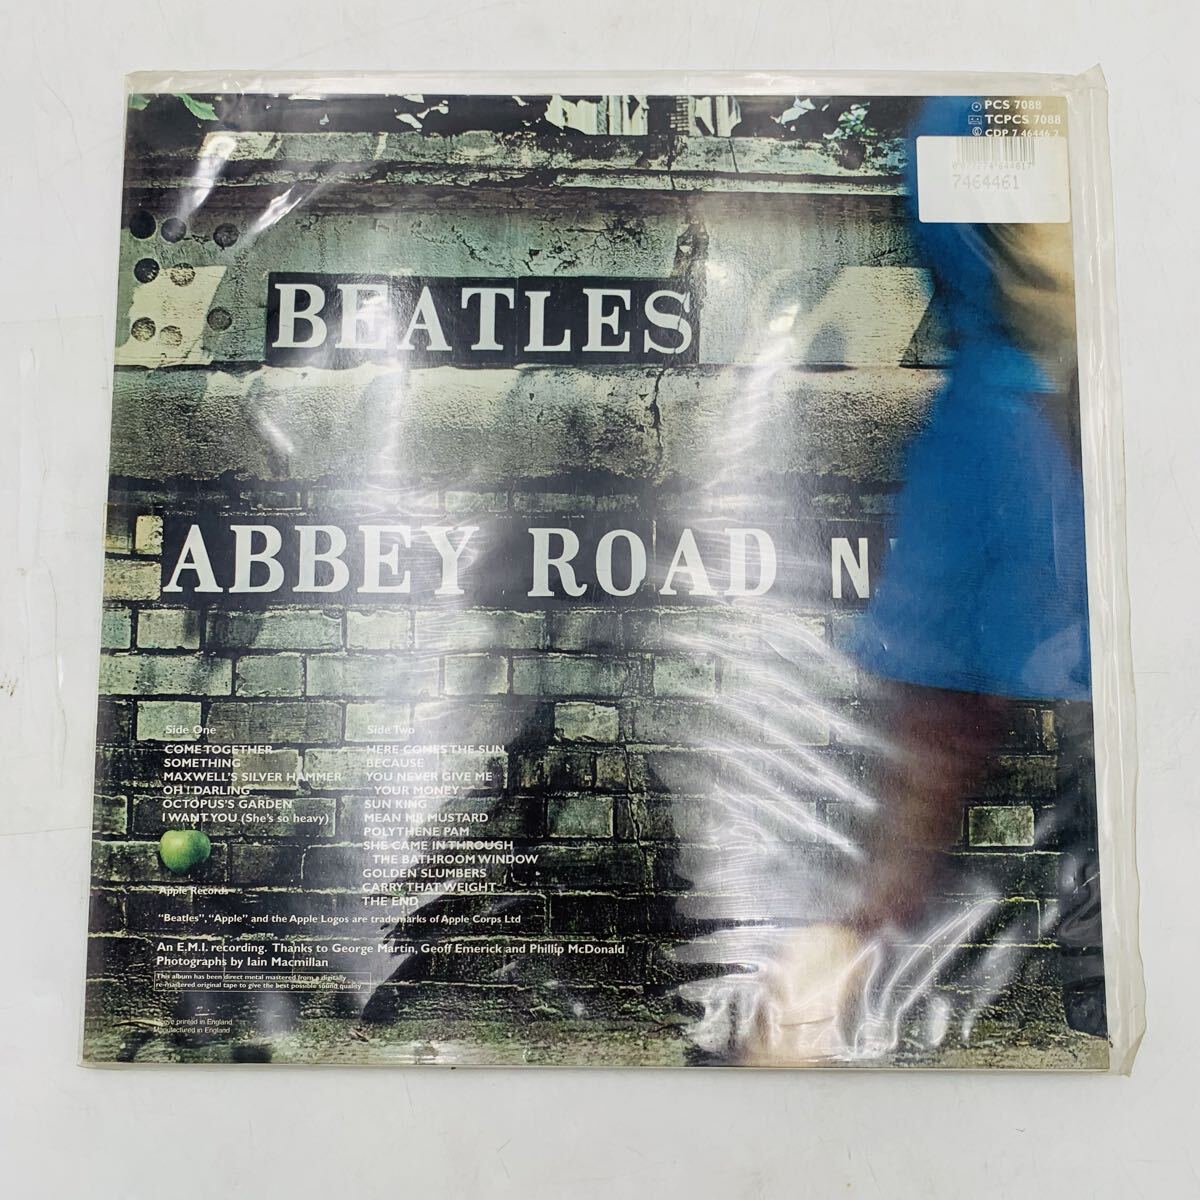 PCS 7088
TCPCS 7088
CDP 7 46446 2
7464461
BEATLES
ABBEY ROAD N
Side One
COME TOGETHER
SOMETHING
MAXWELL'S SILVER HAMMER
OH! DARLING
OCTOPUS'S GARDEN
I WANT YOU (She's so heavy)
Apple Records
Side Two
HERE COMES THE SUN
BECAUSE
YOU NEVER GIVE ME
YOUR MONEY
SUN KING
MEAN MR MUSTARD
POLYTHENE PAM
SHE CAME IN THROUGH
THE BATHROOM WINDOW
GOLDEN SLUMBERS
CARRY THAT WEIGHT
THE END
"Beatles", "Apple" and the Apple Logos are trademarks of Apple Corps Ltd
An E.M.I. recording. Thanks to George Martin, Geoff Emerick and Phillip McDonald
Photographs by Iain Macmillan
This album has been direct metal mastered from a digitally
re-mastered original tape to give the best possible sound quality
printed in England
Manufactured in England